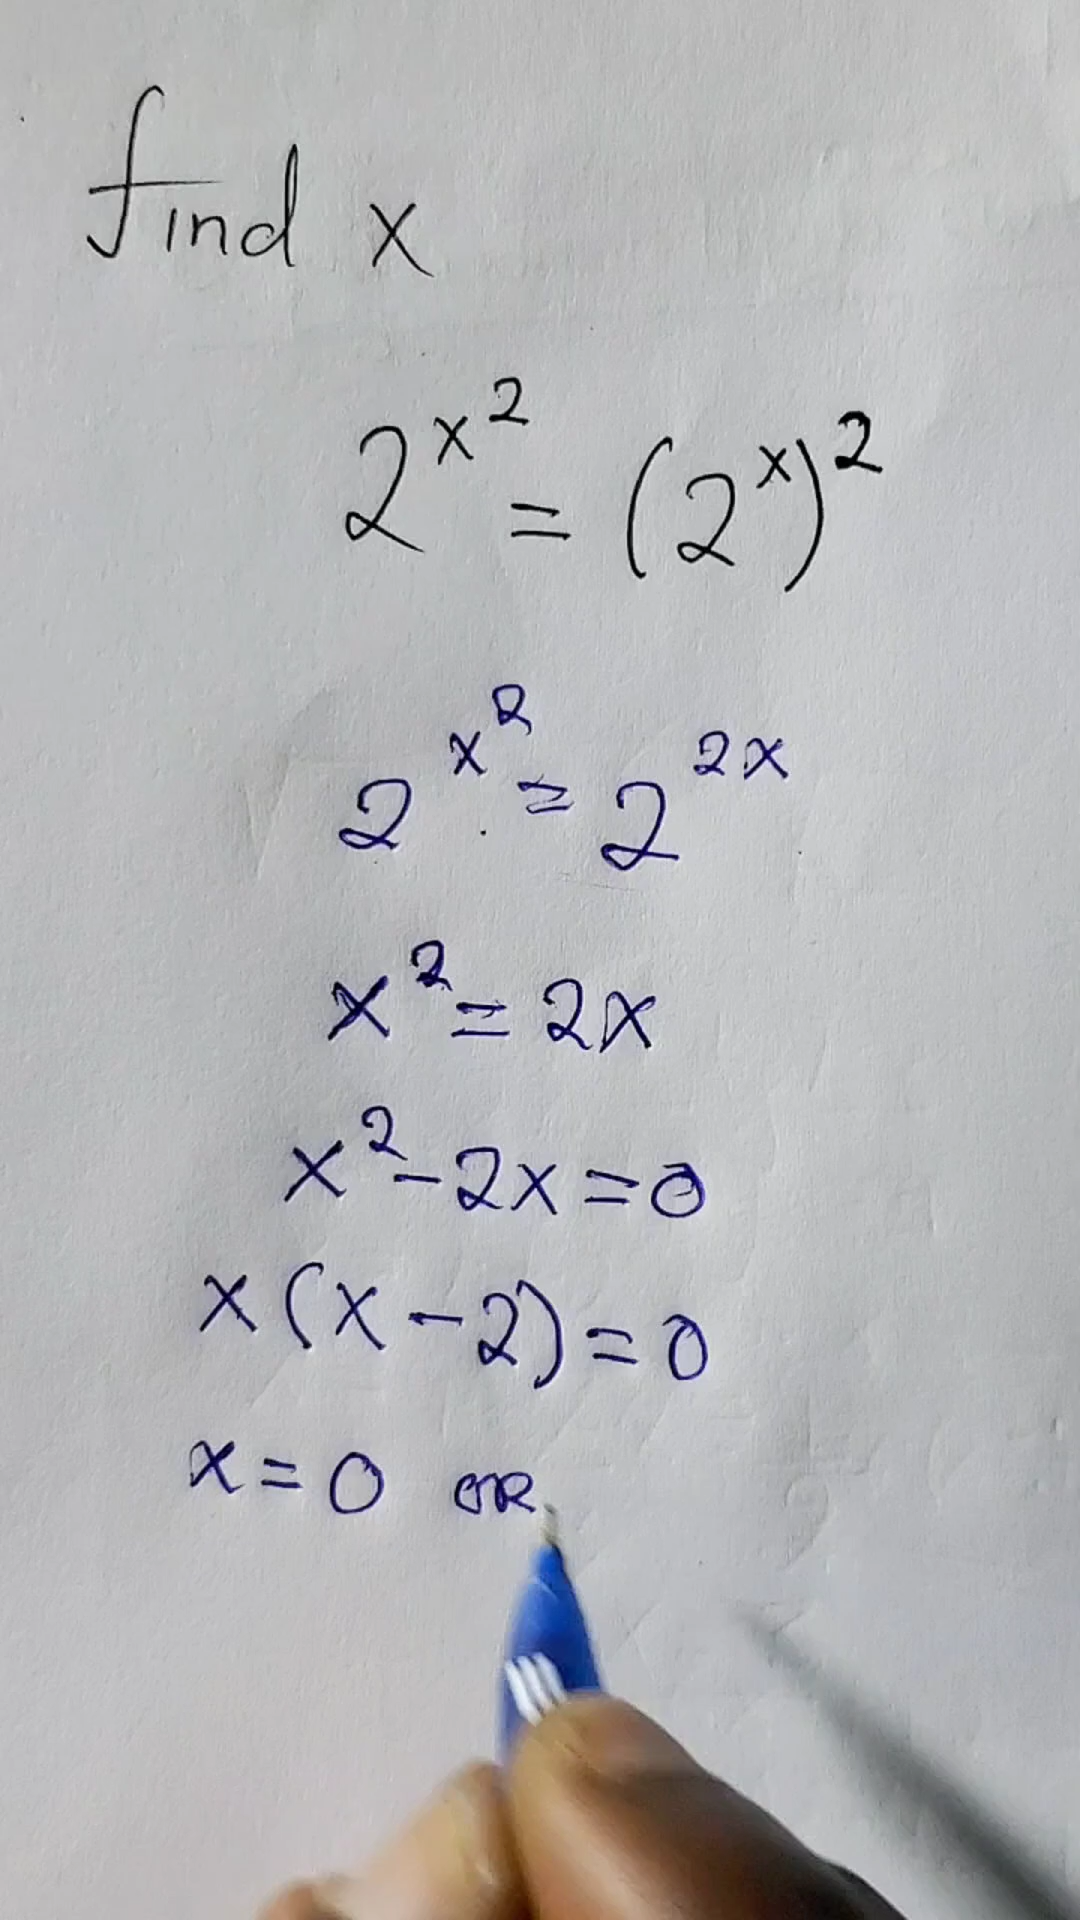 find x
2^{x^2} = (2^x)^2
2^{x^2} = 2^{2x}
x^2 = 2x
x^2 - 2x = 0
x(x - 2) = 0
x = 0 OR